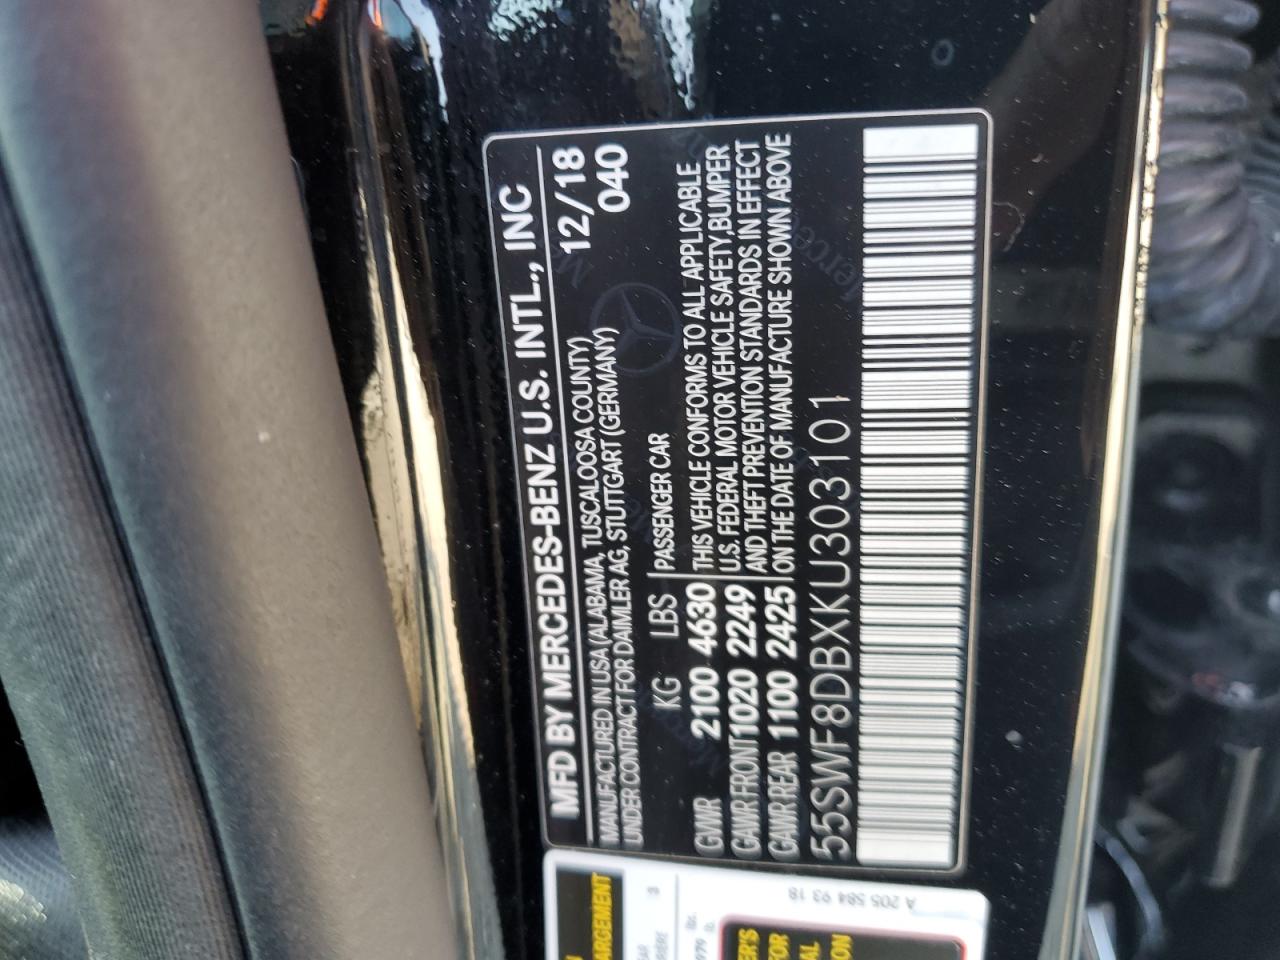 MFD BY MERCEDES-BENZ U.S. INTL., INC
MANUFACTURED IN USA (ALABAMA, TUSCALOOSA COUNTY) 12/18
UNDER CONTRACT FOR DAIMLER AG, STUTTGART (GERMANY) 040
KG LBS PASSENGER CAR
GVWR 2100 4630 THIS VEHICLE CONFORMS TO ALL APPLICABLE
GAWR FRONT 1020 2249 U.S. FEDERAL MOTOR VEHICLE SAFETY, BUMPER
AND THEFT PREVENTION STANDARDS IN EFFECT
GAWR REAR 1100 2425 ON THE DATE OF MANUFACTURE SHOWN ABOVE
55SWF8DBXKU303101
A 205 584 93 18